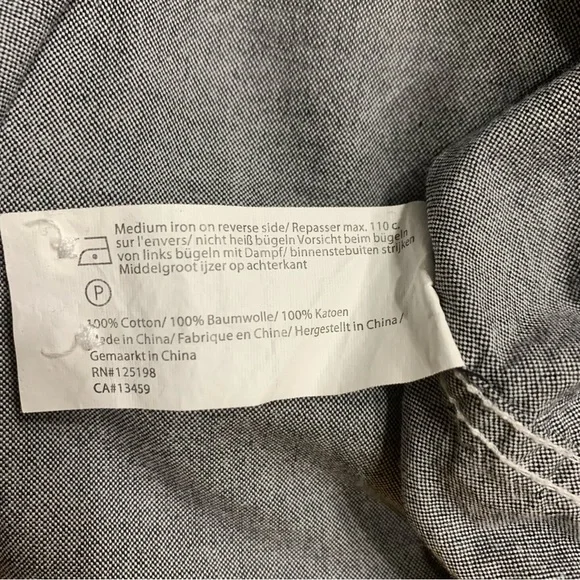 Medium iron on reverse side/ Repasser max. 110 c.
sur l'envers/ nicht heiß bügeln Vorsicht beim bügeln
von links bügeln mit Dampf/ binnenstebuiten strijken
Middelgroot ijzer op achterkant
P
100% Cotton/ 100% Baumwolle/ 100% Katoen
in China/ Fabrique en Chine/ Hergestellt in China/
Gemaarkt in China
RN#125198
CA#13459